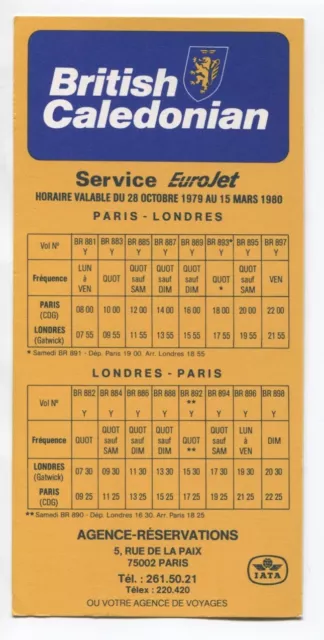 British
Caledonian
Service EuroJet
HORAIRE VALABLE DU 28 OCTOBRE 1979 AU 15 MARS 1980
PARIS - LONDRES
Vol Nº BR 881 Y BR 883 Y BR 885 Y BR 887 Y BR 889 Y BR 893* Y BR 895 Y BR 897 Y
Fréquence LUN à VEN QUOT QUOT sauf SAM QUOT sauf DIM QUOT sauf DIM QUOT * QUOT sauf SAM VEN
PARIS (CDG) 08 00 10 00 12 00 14 00 16 00 18 00 20 00 22 00
LONDRES (Gatwick) 07 55 09 55 11 55 13 55 15 50 17 55 19 55 21 55
* Samedi BR 891 - Dép. Paris 19 00. Arr. Londres 18 55
LONDRES - PARIS
Vol Nº BR 882 Y BR 884 Y BR 886 Y BR 888 Y BR 892 ** Y BR 894 Y BR 896 Y BR 898 Y
Fréquence QUOT QUOT sauf SAM QUOT sauf DIM QUOT sauf DIM QUOT ** QUOT sauf SAM VEN DIM
LONDRES (Gatwick) 07 30 09 30 11 30 13 30 15 30 17 30 19 30 20 30
PARIS (CDG) 09 25 11 25 13 25 15 25 17 25 19 25 21 25 22 25
** Samedi BR 890 - Dép. Londres 16 30. Arr. Paris 18 25
AGENCE-RÉSERVATIONS
5, RUE DE LA PAIX
75002 PARIS
Tél. : 261.50.21
Télex : 220.420
IATA
OU VOTRE AGENCE DE VOYAGES